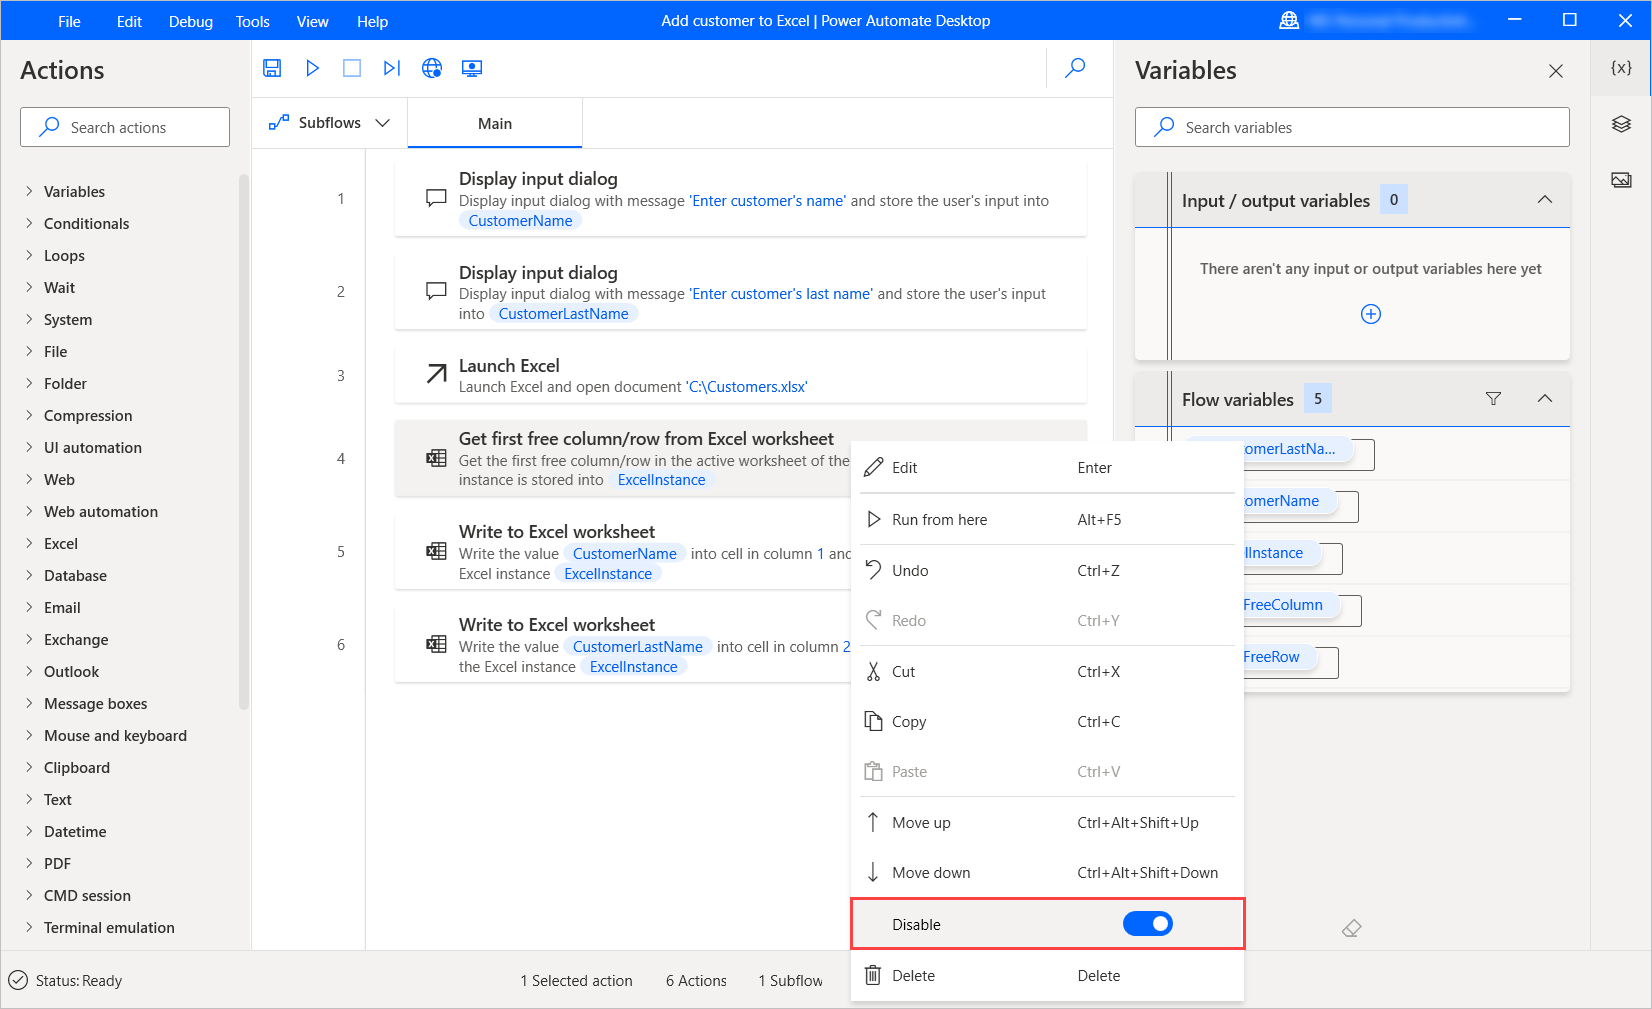 File Edit Debug Tools View Help
Add customer to Excel | Power Automate Desktop
Actions
Search actions
Variables
Conditionals
Loops
Wait
System
File
Folder
Compression
UI automation
Web
Web automation
Excel
Database
Email
Exchange
Outlook
Message boxes
Mouse and keyboard
Clipboard
Text
Datetime
PDF
CMD session
Terminal emulation
Subflows
Main
1
Display input dialog
Display input dialog with message 'Enter customer's name' and store the user's input into
CustomerName
2
Display input dialog
Display input dialog with message 'Enter customer's last name' and store the user's input
into CustomerLastName
3
Launch Excel
Launch Excel and open document 'C:\Customers.xlsx'
4
Get first free column/row from Excel worksheet
Get the first free column/row in the active worksheet of the
instance is stored into ExcelInstance
5
Write to Excel worksheet
Write the value CustomerName into cell in column 1 and
Excel instance ExcelInstance
6
Write to Excel worksheet
Write the value CustomerLastName into cell in column 2
the Excel instance ExcelInstance
Edit Enter
Run from here Alt+F5
Undo Ctrl+Z
Redo Ctrl+Y
Cut Ctrl+X
Copy Ctrl+C
Paste Ctrl+V
Move up Ctrl+Alt+Shift+Up
Move down Ctrl+Alt+Shift+Down
Disable
Delete Delete
Variables
{x}
Search variables
Input / output variables 0
There aren't any input or output variables here yet
Flow variables 5
omerLastNa...
omerName
lInstance
FreeColumn
FreeRow
Status: Ready
1 Selected action
6 Actions
1 Subflow